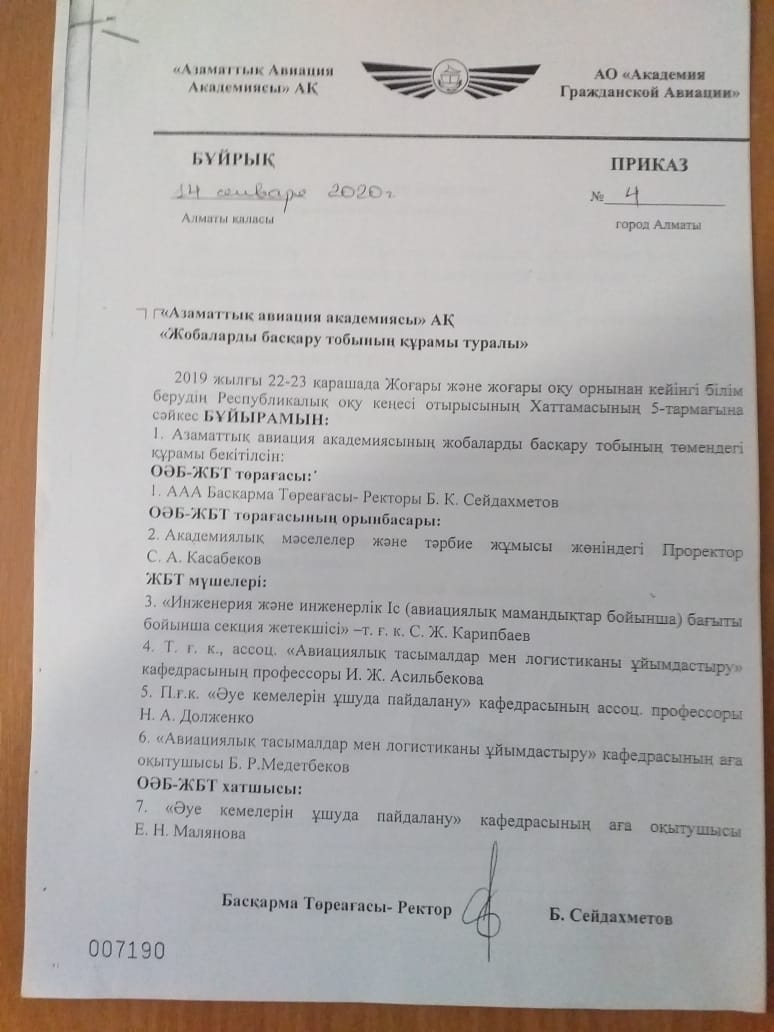 «Азаматтық Авиация
Академиясы» АҚ
АО «Академия
Гражданской Авиации»
БҰЙРЫҚ
ПРИКАЗ
14 января 2020г.
№ 4
Алматы қаласы
город Алматы
«Азаматтық авиация академиясы» АҚ
«Жобаларды басқару тобының құрамы туралы»
2019 жылғы 22-23 қарашада Жоғары және жоғары оқу орнынан кейінгі білім
берудің Республикалық оқу кеңесі отырысының Хаттамасының 5-тармағына
сәйкес БҰЙЫРАМЫН:
1. Азаматтық авиация академиясының жобаларды басқару тобының төмендегі
құрамы бекітілсін:
ОӘБ-ЖБТ төрағасы:
1. ААА Басқарма Төреағасы- Ректоры Б. К. Сейдахметов
ОӘБ-ЖБТ төрағасының орынбасары:
2. Академиялық мәселелер және тәрбие жұмысы жөніндегі Проректор
С. А. Касабеков
ЖБТ мүшелері:
3. «Инженерия және инженерлік Іс (авиациялық мамандықтар бойынша) бағыты
бойынша секция жетекшісі» –т. ғ. к. С. Ж. Карипбаев
4. Т. ғ. к., ассоц. «Авиациялық тасымалдар мен логистиканы ұйымдастыру»
кафедрасының профессоры И. Ж. Асильбекова
5. П.ғ.к. «Әуе кемелерін ұшуда пайдалану» кафедрасының ассоц. профессоры
Н. А. Долженко
6. «Авиациялық тасымалдар мен логистиканы ұйымдастыру» кафедрасының аға
оқытушысы Б. Р.Медетбеков
ОӘБ-ЖБТ хатшысы:
7. «Әуе кемелерін ұшуда пайдалану» кафедрасының аға оқытушысы
Е. Н. Малянова
Басқарма Төреағасы- Ректор
Б. Сейдахметов
007190